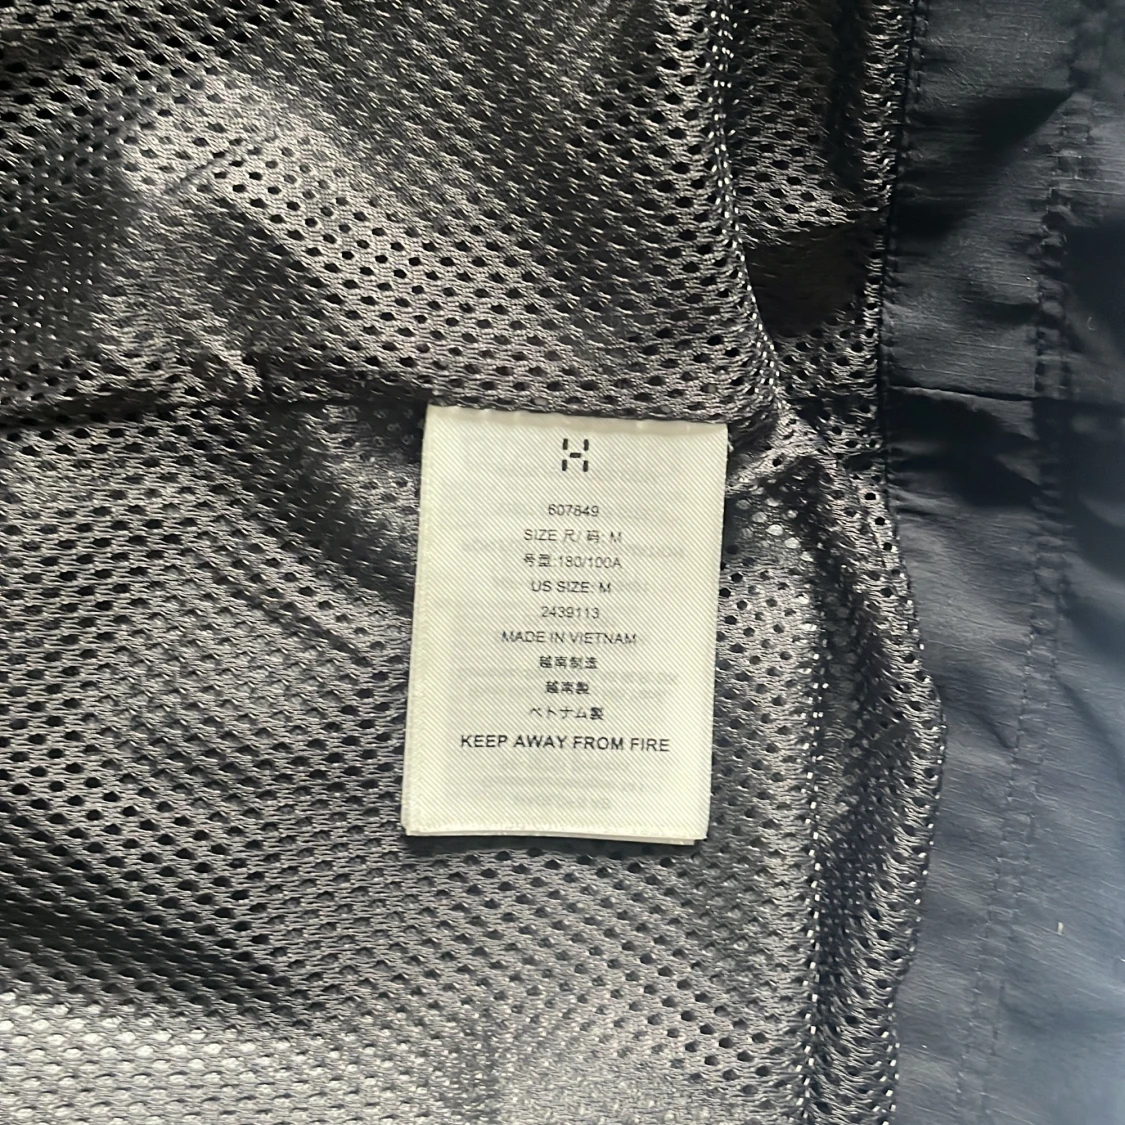 607849
SIZE 尺/ 码: M
号型:180/100A
US SIZE: M
2439113
MADE IN VIETNAM
越南制造
越南製
ベトナム製
KEEP AWAY FROM FIRE